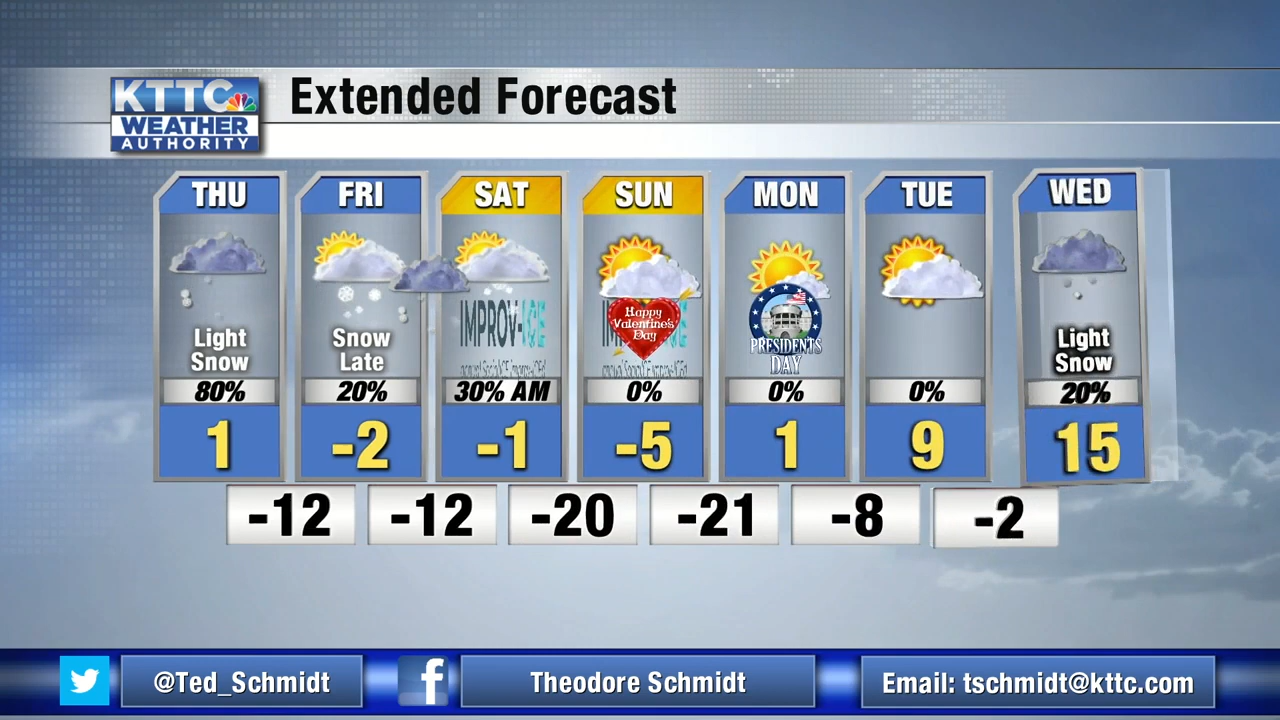 KTTC
WEATHER
AUTHORITY
Extended Forecast
THU
FRI
SAT
SUN
MON
TUE
WED
Light
Snow
Snow
Late
IMPROV-ICE
Happy
Valentine's
Day
PRESIDENTS
DAY
Light
Snow
80%
20%
30% AM
0%
0%
0%
20%
1
-2
-1
-5
1
9
15
-12
-12
-20
-21
-8
-2
@Ted_Schmidt
Theodore Schmidt
Email: tschmidt@kttc.com